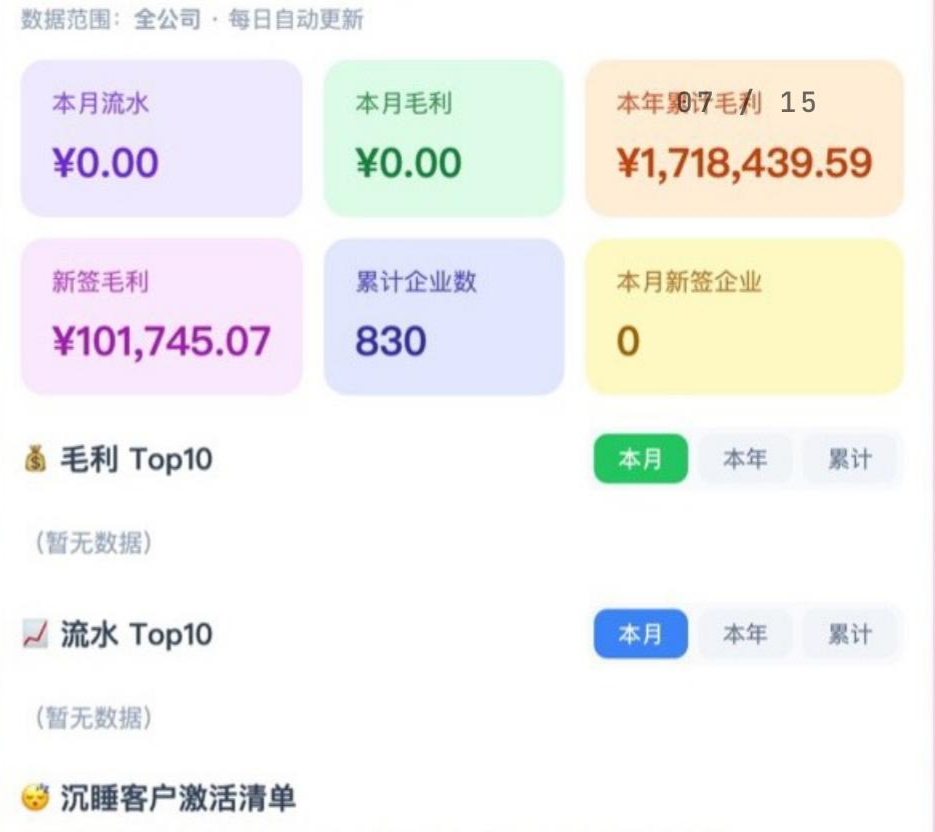 数据范围：全公司 · 每日自动更新
本月流水
¥0.00
本月毛利
¥0.00
本年累计毛利
07 / 15
¥1,718,439.59
新签毛利
¥101,745.07
累计企业数
830
本月新签企业
0
毛利 Top10
本月 本年 累计
（暂无数据）
流水 Top10
本月 本年 累计
（暂无数据）
沉睡客户激活清单